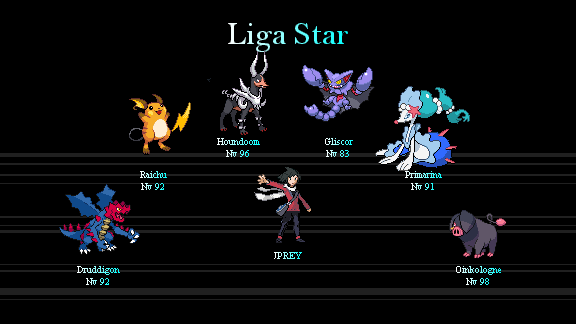 Liga Star
Houndoom
Nv 96
Gliscor
Nv 83
Raichu
Nv 92
Primarina
Nv 91
JPREY
Druddigon
Nv 92
Oinkologne
Nv 98